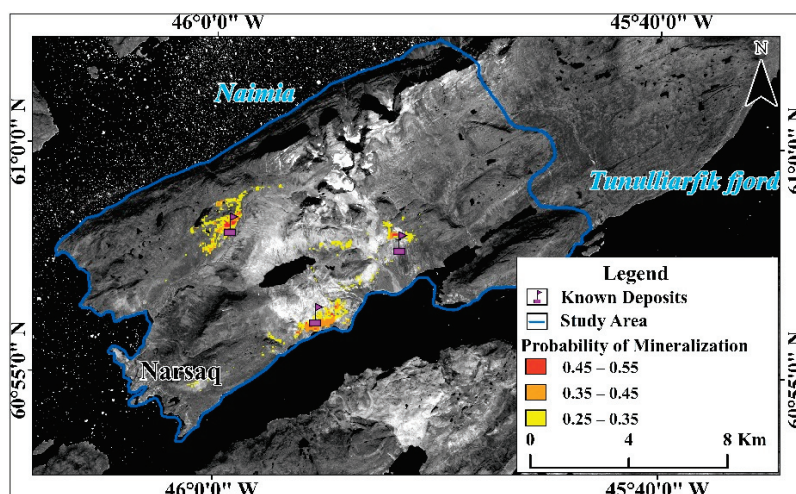 46°0'0" W
45°40'0" W
N
Naimia
61°0'0 N
61°0'0 N
Tunulliarfik fjord
Legend
Known Deposits
Study Area
Probability of Mineralization
0.45 – 0.55
0.35 – 0.45
0.25 – 0.35
Narsaq
60°55'0 N
60°55'0 N
0
4
8 Km
46°0'0" W
45°40'0" W